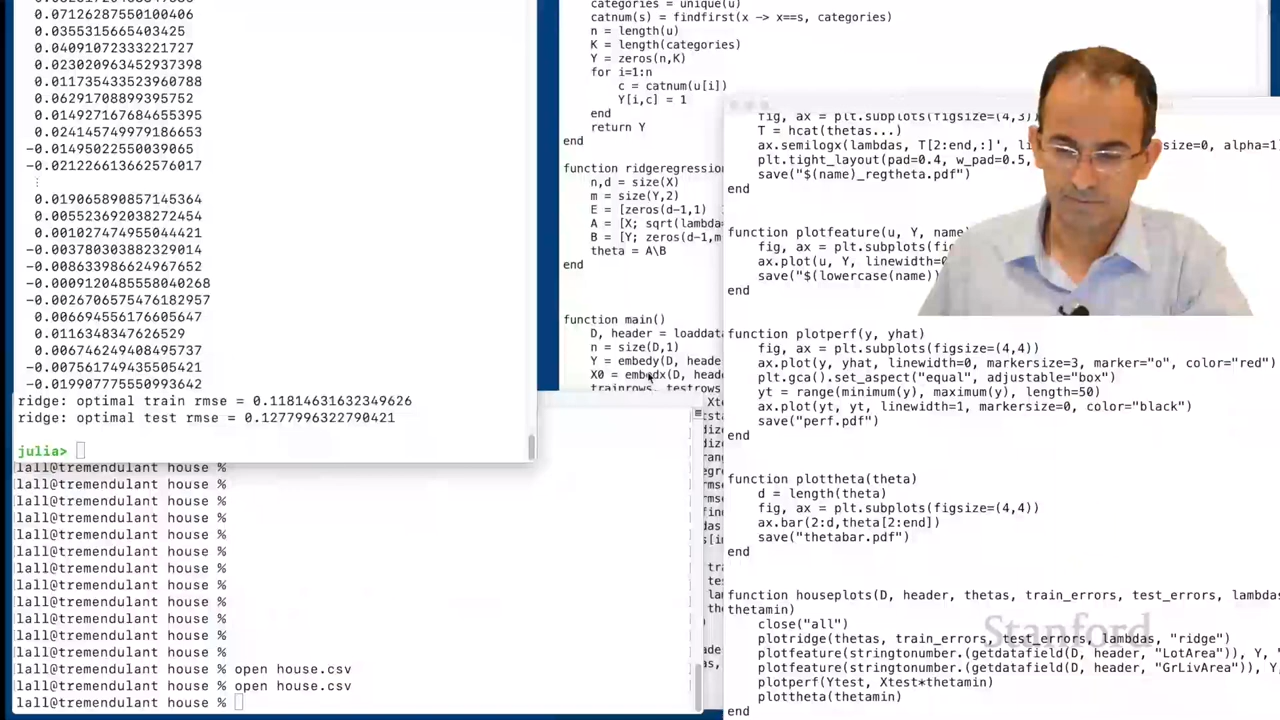 0.071262887550100406
0.0355315665403425
0.04091072333221727
0.023020963452937398
0.011735433523960788
0.06291708899395752
0.014927167684655395
0.024145749979186653
-0.01495022550039065
-0.021226613662576017
⋮
0.019065890857145364
0.005523692038272454
0.001027474955044421
-0.003780303882329014
-0.008633986624967652
-0.0009120485558040268
-0.0026706575476182957
0.006694556176605647
0.0116348347626529
0.006746249408495737
-0.007561749435505421
-0.019907775550993642
ridge: optimal train rmse = 0.11814631632349626
ridge: optimal test rmse = 0.1277996322790421
julia>
lall@tremendulant house %
lall@tremendulant house %
lall@tremendulant house %
lall@tremendulant house %
lall@tremendulant house %
lall@tremendulant house %
lall@tremendulant house %
lall@tremendulant house %
lall@tremendulant house %
lall@tremendulant house %
lall@tremendulant house %
lall@tremendulant house %
lall@tremendulant house % open house.csv
lall@tremendulant house % open house.csv
lall@tremendulant house %
categories = unique(u)
catnum(s) = findfirst(x -> x==s, categories)
n = length(u)
K = length(categories)
Y = zeros(n,K)
for i=1:n
c = catnum(u[i])
Y[i,c] = 1
end
return Y
end
function ridgeregression
n,d = size(X)
m = size(Y,2)
E = [zeros(d-1,1)
A = [X; sqrt(lambda
B = [Y; zeros(d-1,m
theta = A\B
end
function main()
D, header = loaddata
n = size(D,1)
Y = embedy(D, heade
X0 = embedx(D, heade
trainrows, testrows
fig, ax = plt.subplots(figsize=(4,3))
T = hcat(thetas...)
ax.semilogx(lambdas, T[2:end,:]', li size=0, alpha=1
plt.tight_layout(pad=0.4, w_pad=0.5,
save("$(name)_regtheta.pdf")
end
function plotfeature(u, Y, name
fig, ax = plt.subplots(fig
ax.plot(u, Y, linewidth=0
save("$(lowercase(name))
end
function plotperf(y, yhat)
fig, ax = plt.subplots(figsize=(4,4))
ax.plot(y, yhat, linewidth=0, markersize=3, marker="o", color="red")
plt.gca().set_aspect("equal", adjustable="box")
yt = range(minimum(y), maximum(y), length=50)
ax.plot(yt, yt, linewidth=1, markersize=0, color="black")
save("perf.pdf")
end
function plottheta(theta)
d = length(theta)
fig, ax = plt.subplots(figsize=(4,4))
ax.bar(2:d,theta[2:end])
save("thetabar.pdf")
end
function houseplots(D, header, thetas, train_errors, test_errors, lambdas
thetamin)
close("all")
plotridge(thetas, train_errors, test_errors, lambdas, "ridge")
plotfeature(stringtonumber.(getdatafield(D, header, "LotArea")), Y, "
plotfeature(stringtonumber.(getdatafield(D, header, "GrLivArea")), Y,
plotperf(Ytest, Xtest*thetamin)
plottheta(thetamin)
end
Stanford